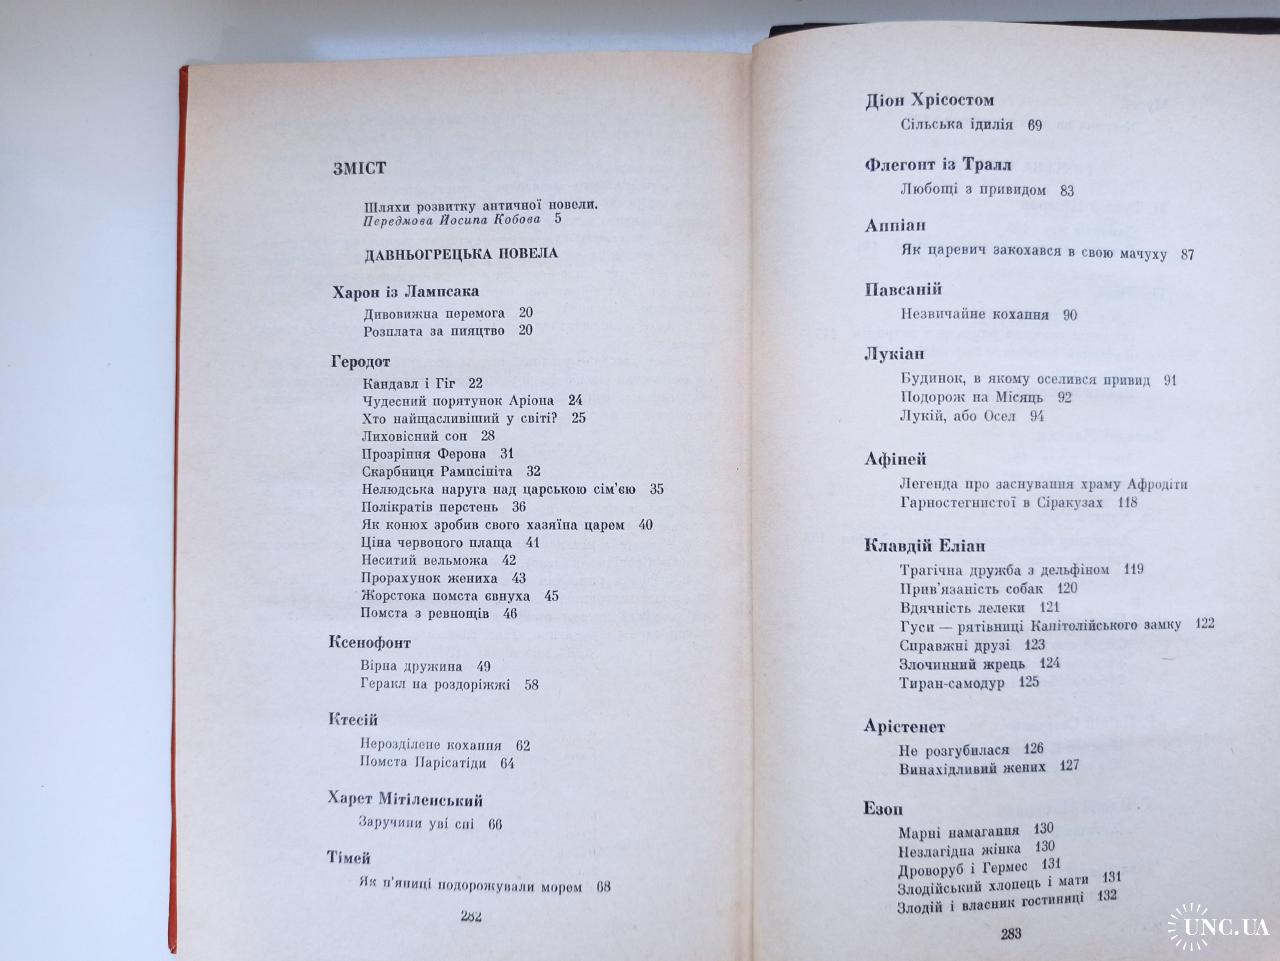 ЗМІСТ
Шляхи розвитку античної новели.
Передмова Йосипа Кобова 5
ДАВНЬОГРЕЦЬКА НОВЕЛА
Харон із Лампсака
Дивовижна перемога 20
Розплата за пияцтво 20
Геродот
Кандавл і Гіг 22
Чудесний порятунок Аріона 24
Хто найщасливіший у світі? 25
Лиховісний сон 28
Прозріння Ферона 31
Скарбниця Рампсініта 32
Нелюдська наруга над царською сім'єю 35
Полікратів перстень 36
Як конюх зробив свого хазяїна царем 40
Ціна червоного плаща 41
Неситий вельможа 42
Прорахунок жениха 43
Жорстока помста євнуха 45
Помста з ревнощів 46
Ксенофонт
Вірна дружина 49
Геракл на роздоріжжі 58
Ктесій
Нерозділене кохання 62
Помста Парісатіди 64
Харет Мітіленський
Заручини уві сні 66
Тімей
Як п'яниці подорожували морем 68
282
Діон Хрісостом
Сільська ідилія 69
Флегонт із Тралл
Любощі з привидом 83
Аппіан
Як царевич закохався в свою мачуху 87
Павсаній
Незвичайне кохання 90
Лукіан
Будинок, в якому оселився привид 91
Подорож на Місяць 92
Лукій, або Осел 94
Афіней
Легенда про заснування храму Афродіти
Гарностегнистої в Сіракузах 118
Клавдій Еліан
Трагічна дружба з дельфіном 119
Прив'язаність собак 120
Вдячність лелеки 121
Гуси — рятівниці Капітолійського замку 122
Справжні друзі 123
Злочинний жрець 124
Тиран-самодур 125
Арістенет
Не розгубилася 126
Винахідливий жених 127
Езоп
Марні намагання 130
Незлагідна жінка 130
Дроворуб і Гермес 131
Злодійський хлопець і мати 131
Злодій і власник гостиниці 132
283
UNC.UA